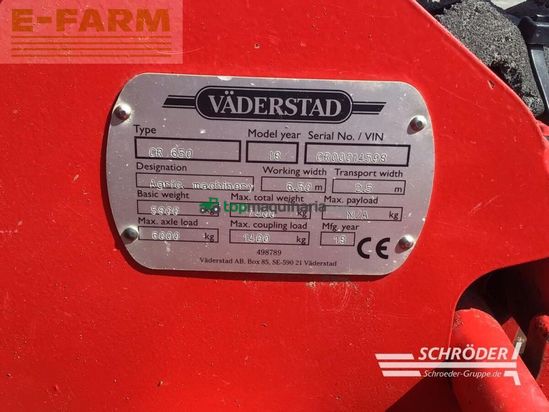 E-FARM
VÄDERSTAD
Type Model year Serial No. / VIN
CR 650 18
Designation Working width Transport width
Agric. machinery 6.50 m 2.5 m
Basic weight Max. total weight Max. payload
kg kg N/A kg
topmaquinaria
Max. axle load Max. coupling load Mfg. year
6000 kg 1400 kg 18 CE
498789
Väderstad AB, Box 85, SE-590 21 Väderstad
SCHRÖDER
Schroeder-Gruppe.de